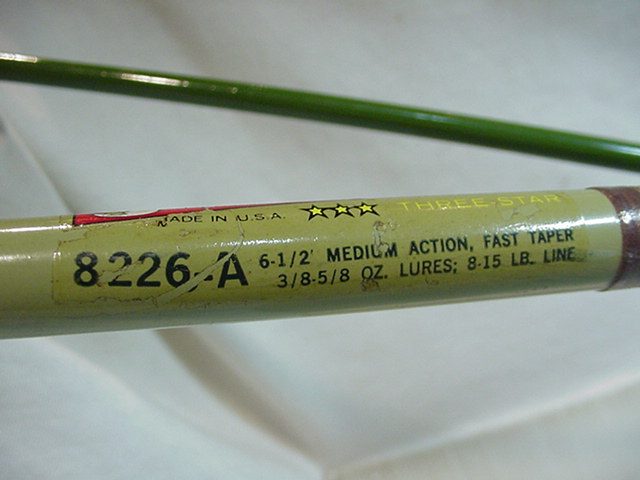 MADE IN U.S.A. THREE-STAR
8226-A
6-1/2' MEDIUM ACTION, FAST TAPER
3/8-5/8 OZ. LURES; 8-15 LB. LINE